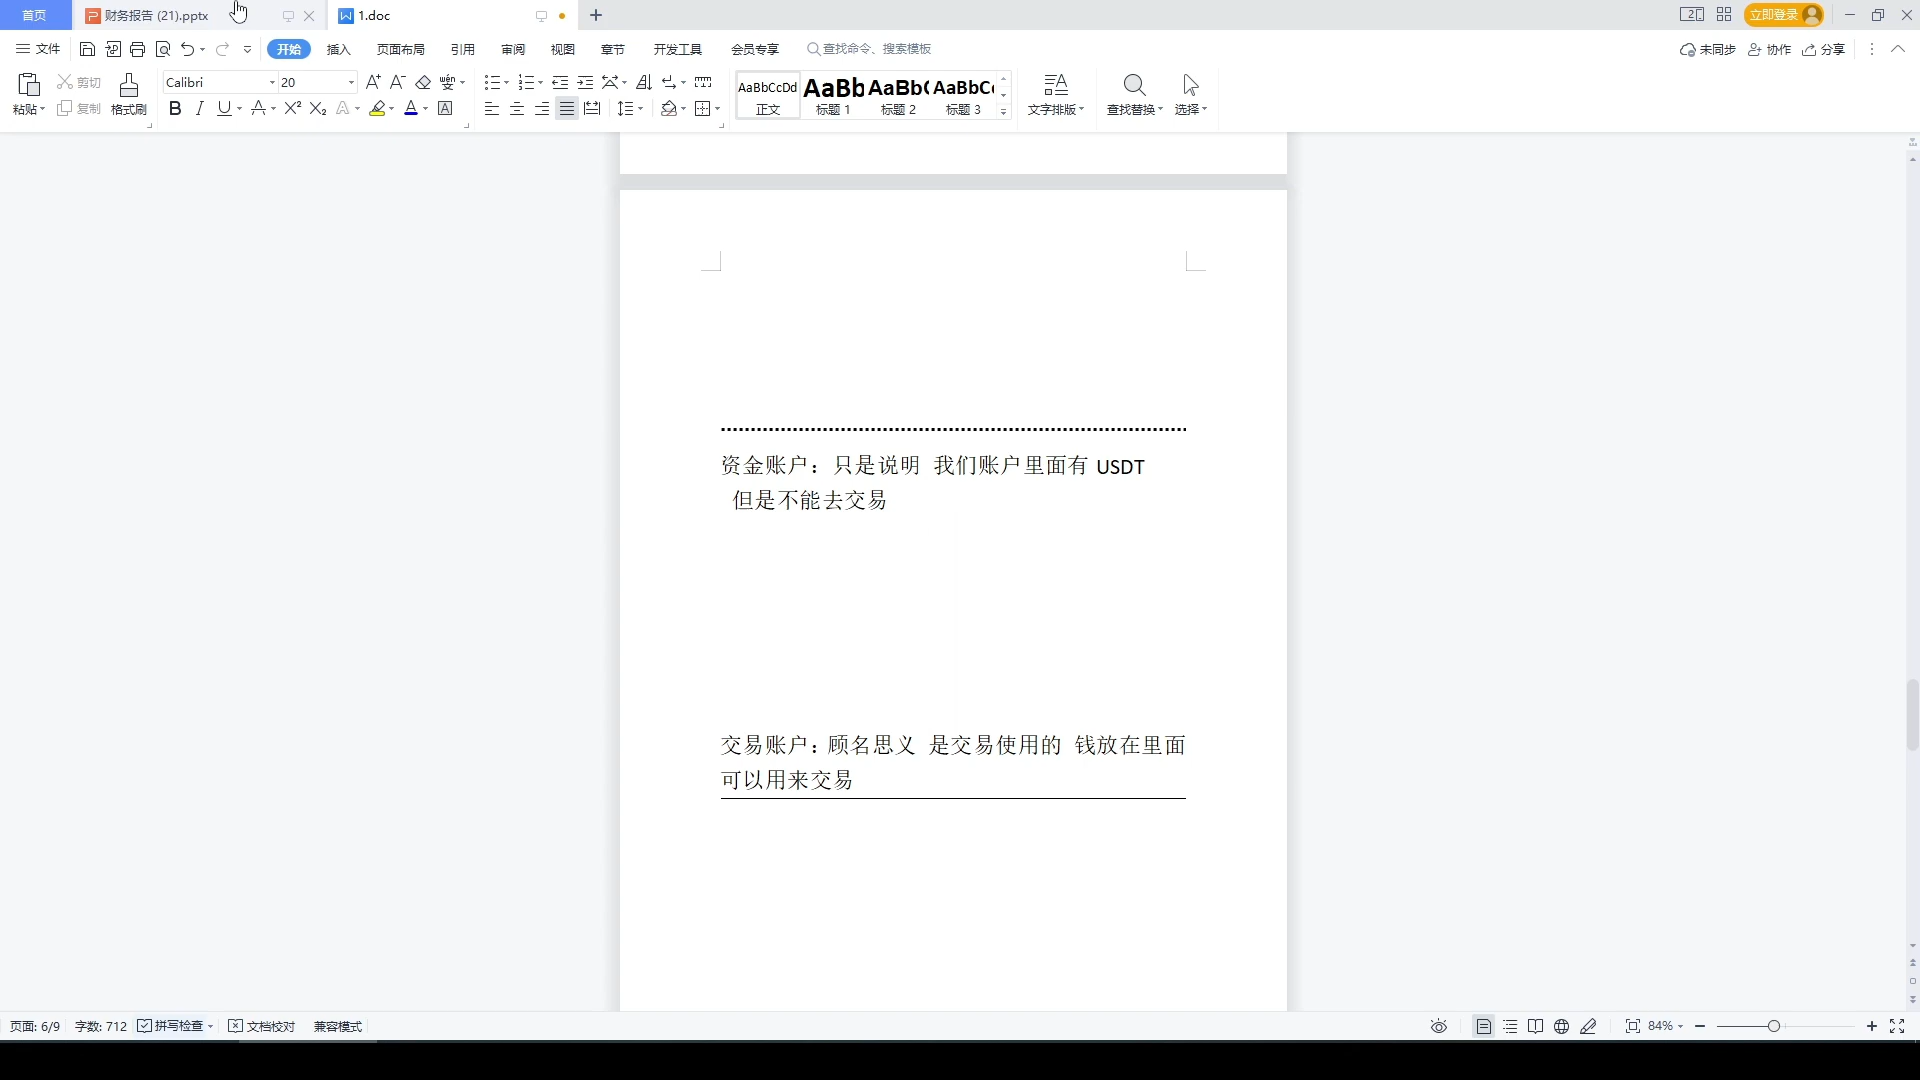 首页 财务报告 (21).pptx 1.doc
立即登录
文件 开始 插入 页面布局 引用 审阅 视图 章节 开发工具 会员专享 查找命令、搜索模板 未同步 协作 分享
粘贴 剪切 复制 格式刷 Calibri 20
AaBbCcDd AaBb AaBb( AaBbC
正文 标题 1 标题 2 标题 3 文字排版 查找替换 选择
资金账户：只是说明 我们账户里面有 USDT
但是不能去交易
交易账户：顾名思义 是交易使用的 钱放在里面
可以用来交易
页面: 6/9 字数: 712 拼写检查 文档校对 兼容模式 84%